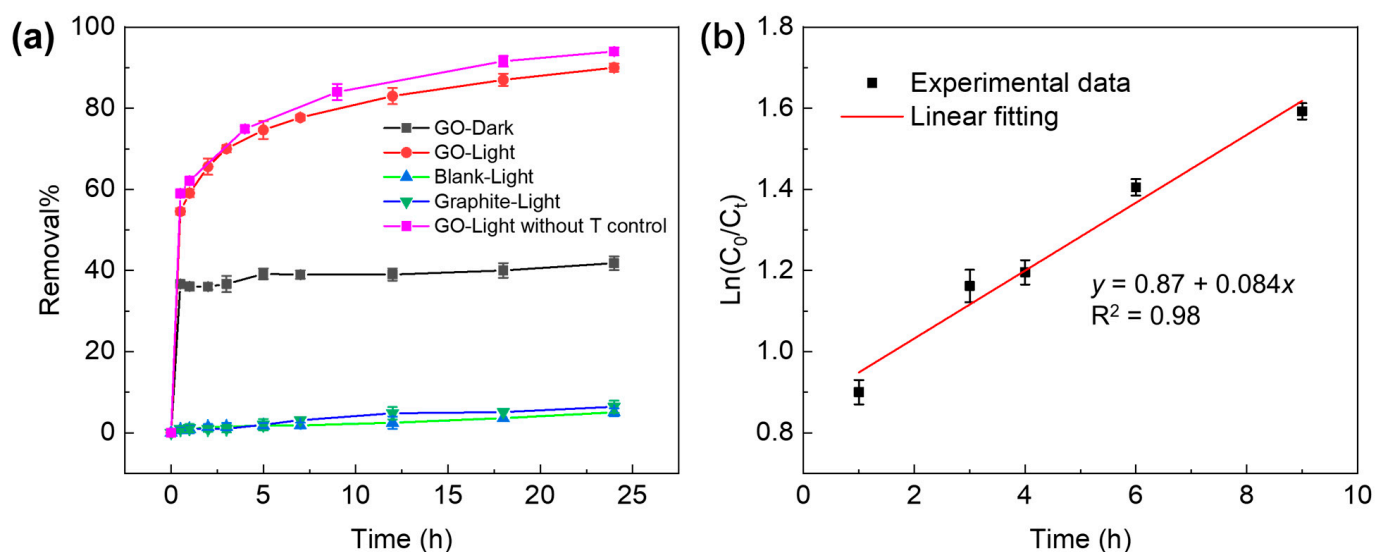 (a)
Removal%
100
80
60
40
20
0
0 5 10 15 20 25
Time (h)
GO-Dark
GO-Light
Blank-Light
Graphite-Light
GO-Light without T control
(b)
Ln(C₀/Cₜ)
1.8
1.6
1.4
1.2
1.0
0.8
0 2 4 6 8 10
Time (h)
Experimental data
Linear fitting
y = 0.87 + 0.084x
R² = 0.98